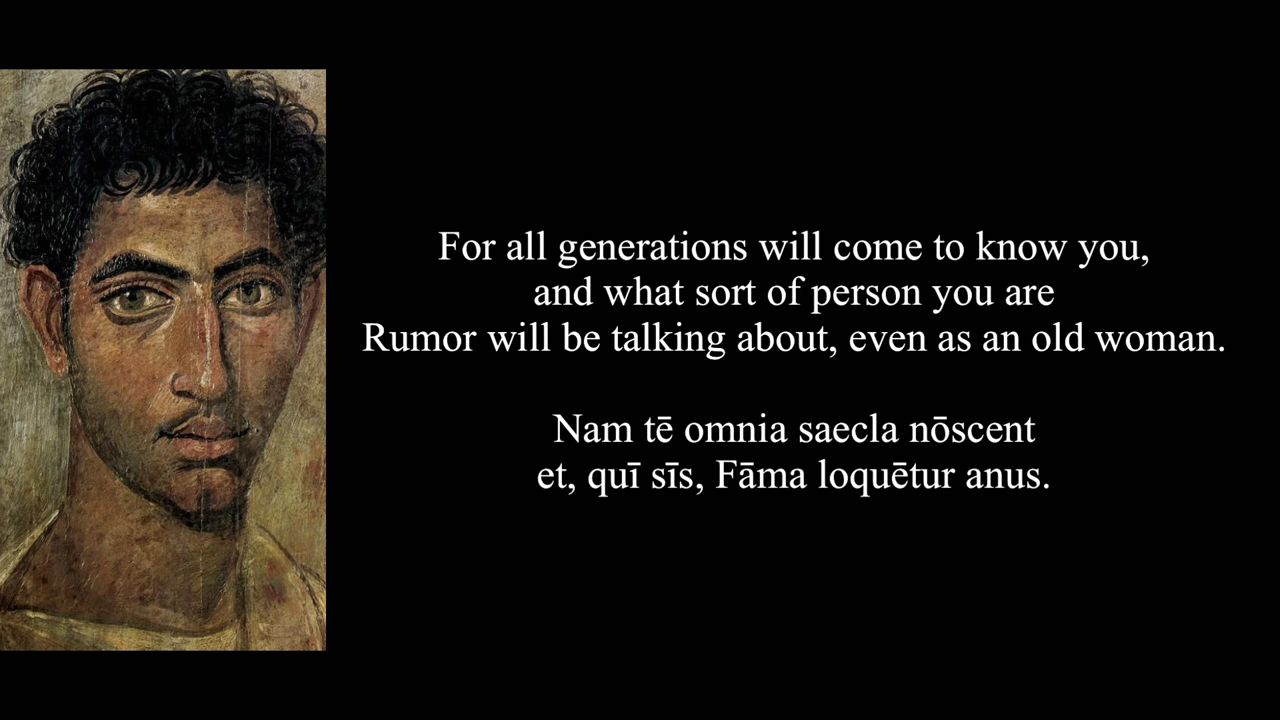 For all generations will come to know you,
and what sort of person you are
Rumor will be talking about, even as an old woman.
Nam tē omnia saecla nōscent
et, quī sīs, Fāma loquētur anus.